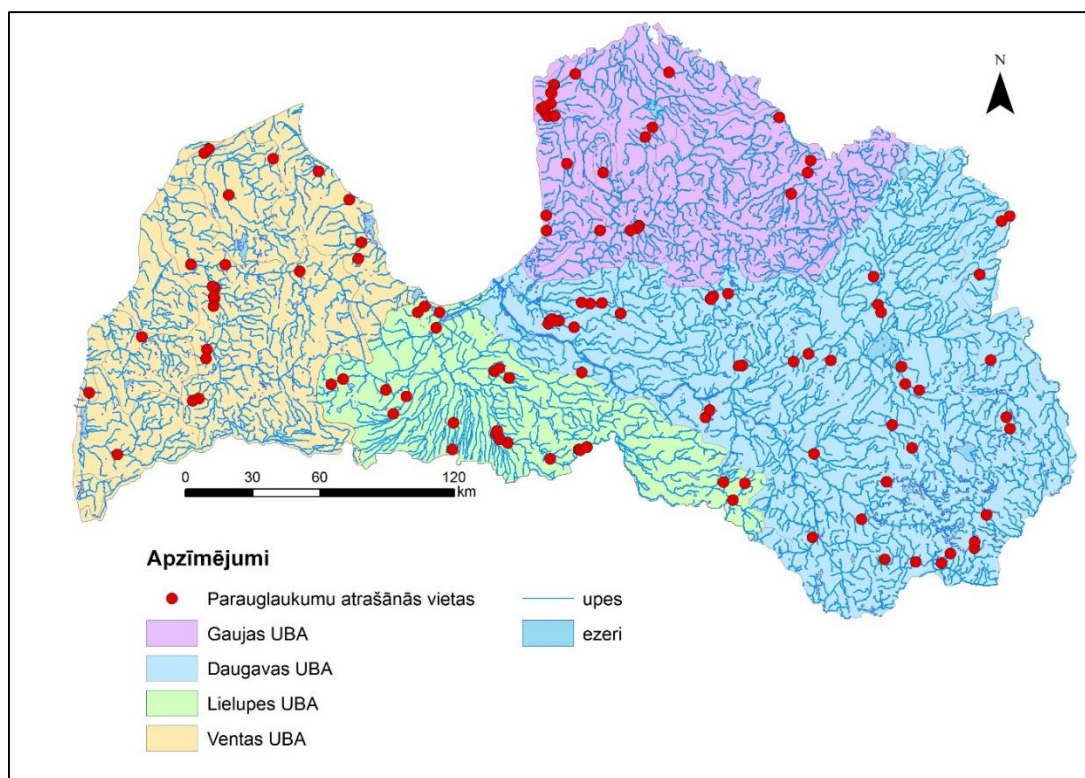 N
0 30 60 120
km
Apzīmējumi
Parauglaukumu atrašānās vietas
upes
Gaujas UBA
ezeri
Daugavas UBA
Lielupes UBA
Ventas UBA